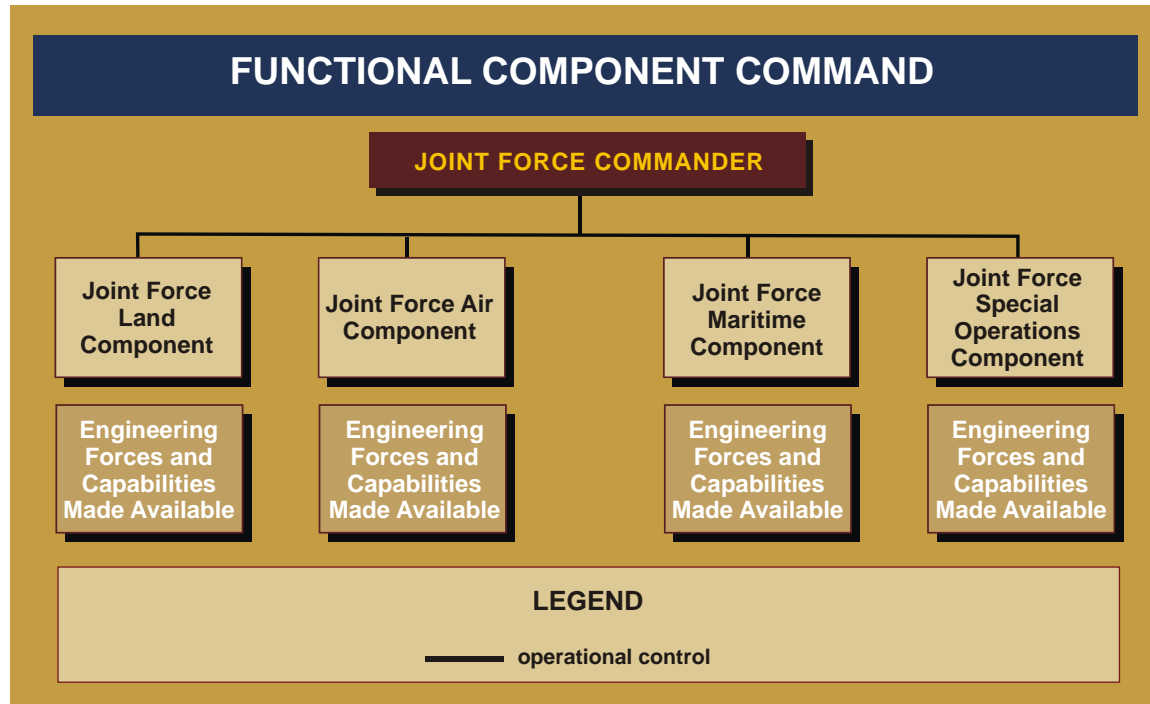 FUNCTIONAL COMPONENT COMMAND
JOINT FORCE COMMANDER
Joint Force
Land
Component
Joint Force Air
Component
Joint Force
Maritime
Component
Joint Force
Special
Operations
Component
Engineering
Forces and
Capabilities
Made Available
Engineering
Forces and
Capabilities
Made Available
Engineering
Forces and
Capabilities
Made Available
Engineering
Forces and
Capabilities
Made Available
LEGEND
operational control